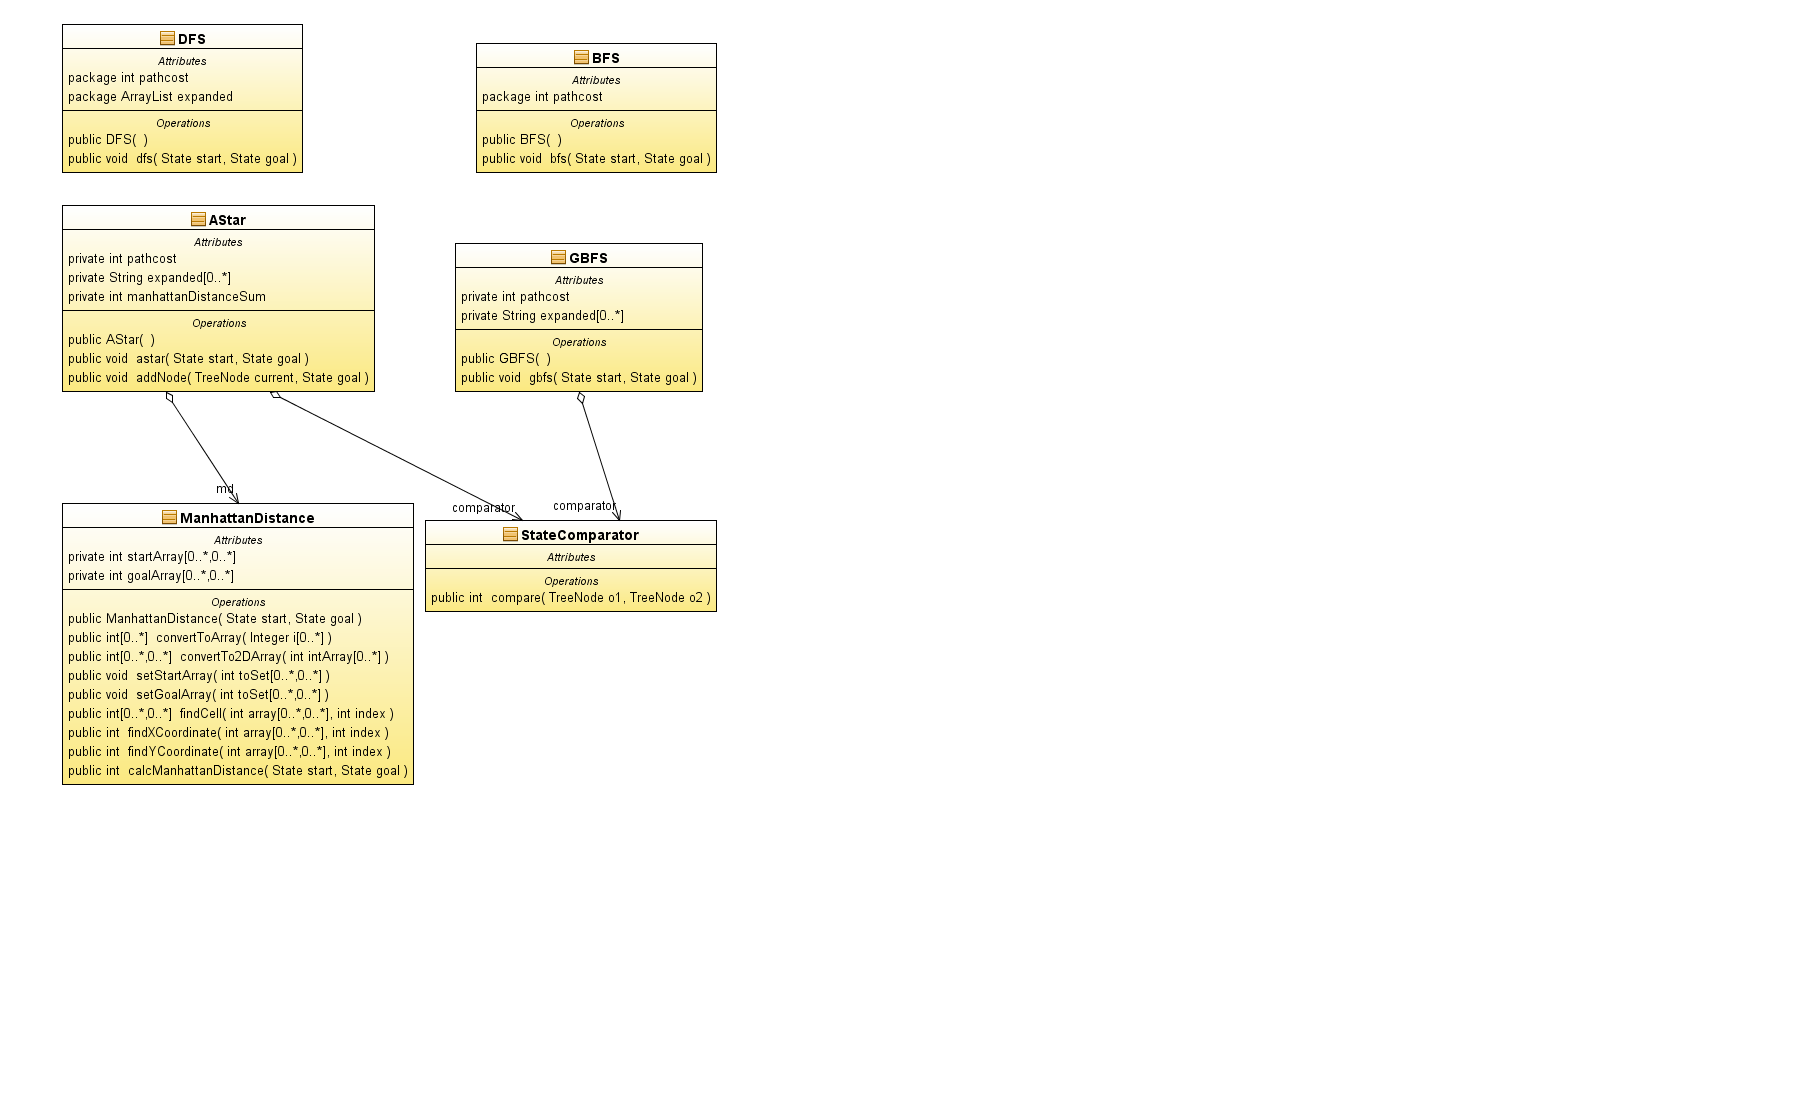 DFS
Attributes
package int pathcost
package ArrayList expanded
Operations
public DFS(  )
public void  dfs( State start, State goal )
BFS
Attributes
package int pathcost
Operations
public BFS(  )
public void  bfs( State start, State goal )
AStar
Attributes
private int pathcost
private String expanded[0..*]
private int manhattanDistanceSum
Operations
public AStar(  )
public void  astar( State start, State goal )
public void  addNode( TreeNode current, State goal )
GBFS
Attributes
private int pathcost
private String expanded[0..*]
Operations
public GBFS(  )
public void  gbfs( State start, State goal )
md
comparator
comparator
ManhattanDistance
Attributes
private int startArray[0..*,0..*]
private int goalArray[0..*,0..*]
Operations
public ManhattanDistance( State start, State goal )
public int[0..*]  convertToArray( Integer i[0..*] )
public int[0..*,0..*]  convertTo2DArray( int intArray[0..*] )
public void  setStartArray( int toSet[0..*,0..*] )
public void  setGoalArray( int toSet[0..*,0..*] )
public int[0..*,0..*]  findCell( int array[0..*,0..*], int index )
public int  findXCoordinate( int array[0..*,0..*], int index )
public int  findYCoordinate( int array[0..*,0..*], int index )
public int  calcManhattanDistance( State start, State goal )
StateComparator
Attributes
Operations
public int  compare( TreeNode o1, TreeNode o2 )